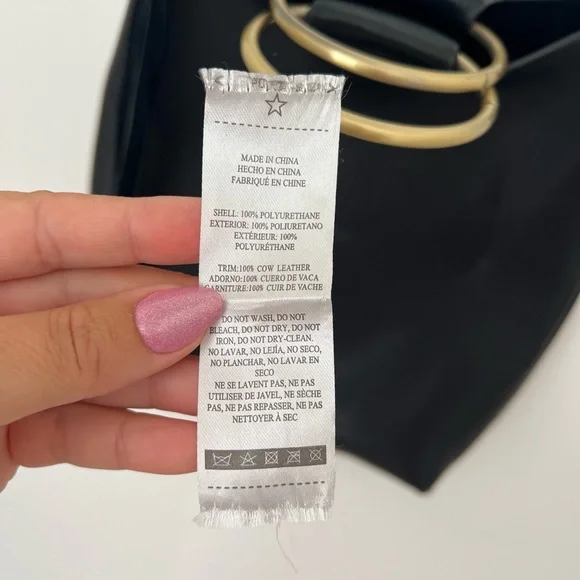 MADE IN CHINA
HECHO EN CHINA
FABRIQUÉ EN CHINE
SHELL: 100% POLYURETHANE
EXTERIOR: 100% POLIURETANO
EXTÉRIEUR: 100%
POLYURÉTHANE
TRIM:100% COW LEATHER
ADORNO:100% CUERO DE VACA
GARNITURE:100% CUIR DE VACHE
DO NOT WASH, DO NOT
BLEACH, DO NOT DRY, DO NOT
IRON, DO NOT DRY-CLEAN.
NO LAVAR, NO LEJÍA, NO SECO,
NO PLANCHAR, NO LAVAR EN
SECO
NE SE LAVENT PAS, NE PAS
UTILISER DE JAVEL, NE SÈCHE
PAS, NE PAS REPASSER, NE PAS
NETTOYER À SEC